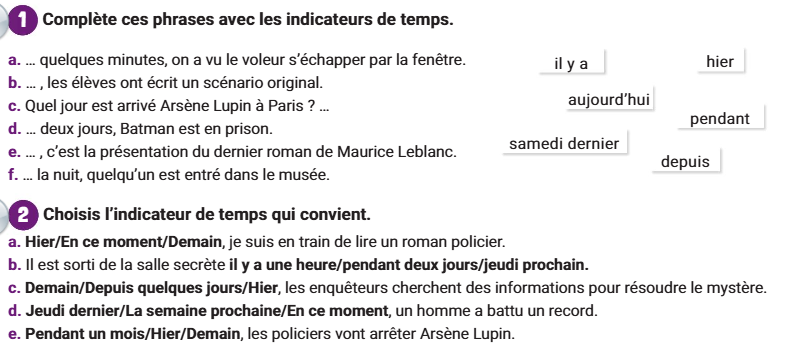 1 Complète ces phrases avec les indicateurs de temps.
a. ... quelques minutes, on a vu le voleur s'échapper par la fenêtre.
b. ... , les élèves ont écrit un scénario original.
c. Quel jour est arrivé Arsène Lupin à Paris ? ...
d. ... deux jours, Batman est en prison.
e. ... , c'est la présentation du dernier roman de Maurice Leblanc.
f. ... la nuit, quelqu'un est entré dans le musée.
il y a
hier
aujourd'hui
pendant
samedi dernier
depuis
2 Choisis l'indicateur de temps qui convient.
a. Hier/En ce moment/Demain, je suis en train de lire un roman policier.
b. Il est sorti de la salle secrète il y a une heure/pendant deux jours/jeudi prochain.
c. Demain/Depuis quelques jours/Hier, les enquêteurs cherchent des informations pour résoudre le mystère.
d. Jeudi dernier/La semaine prochaine/En ce moment, un homme a battu un record.
e. Pendant un mois/Hier/Demain, les policiers vont arrêter Arsène Lupin.